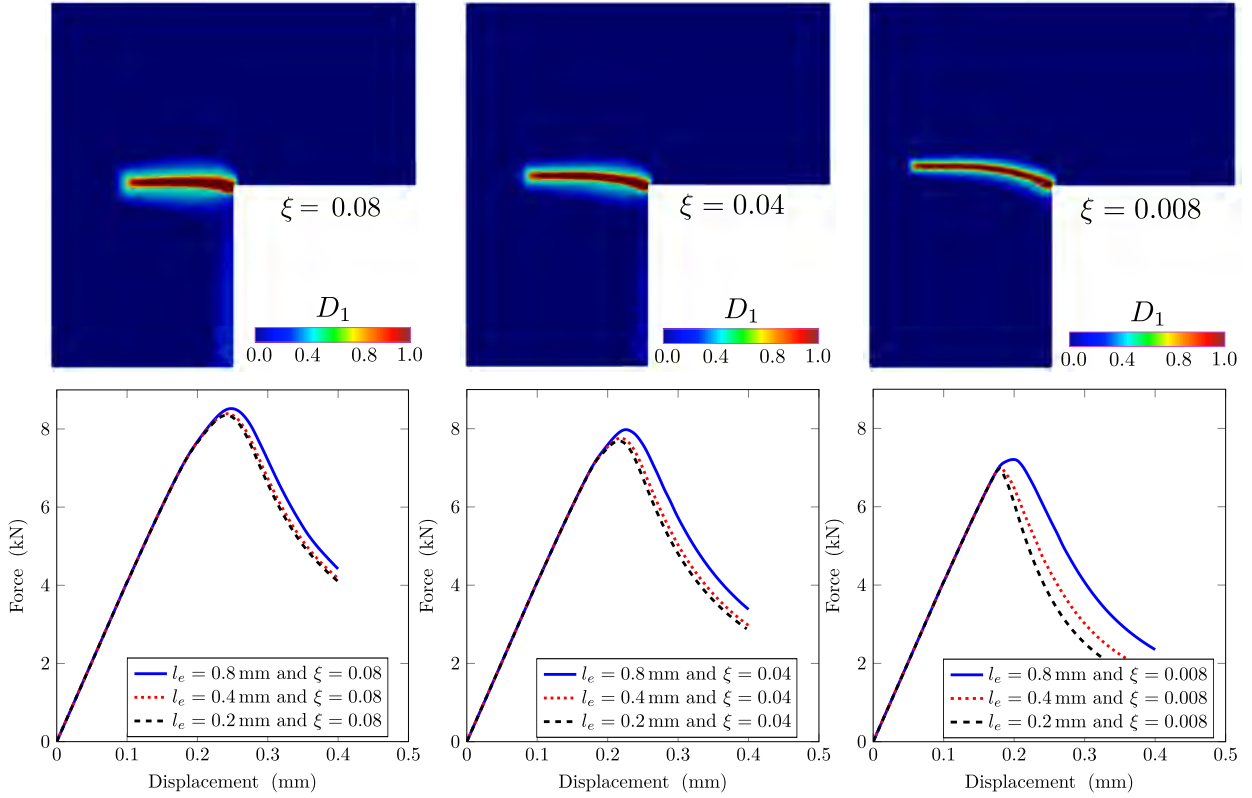 ξ = 0.08
D₁
0.0 0.4 0.8 1.0
ξ = 0.04
D₁
0.0 0.4 0.8 1.0
ξ = 0.008
D₁
0.0 0.4 0.8 1.0
8
6
4
2
0
Force (kN)
0 0.1 0.2 0.3 0.4 0.5
Displacement (mm)
lₑ = 0.8 mm and ξ = 0.08
lₑ = 0.4 mm and ξ = 0.08
lₑ = 0.2 mm and ξ = 0.08
8
6
4
2
0
Force (kN)
0 0.1 0.2 0.3 0.4 0.5
Displacement (mm)
lₑ = 0.8 mm and ξ = 0.04
lₑ = 0.4 mm and ξ = 0.04
lₑ = 0.2 mm and ξ = 0.04
8
6
4
2
0
Force (kN)
0 0.1 0.2 0.3 0.4 0.5
Displacement (mm)
lₑ = 0.8 mm and ξ = 0.008
lₑ = 0.4 mm and ξ = 0.008
lₑ = 0.2 mm and ξ = 0.008